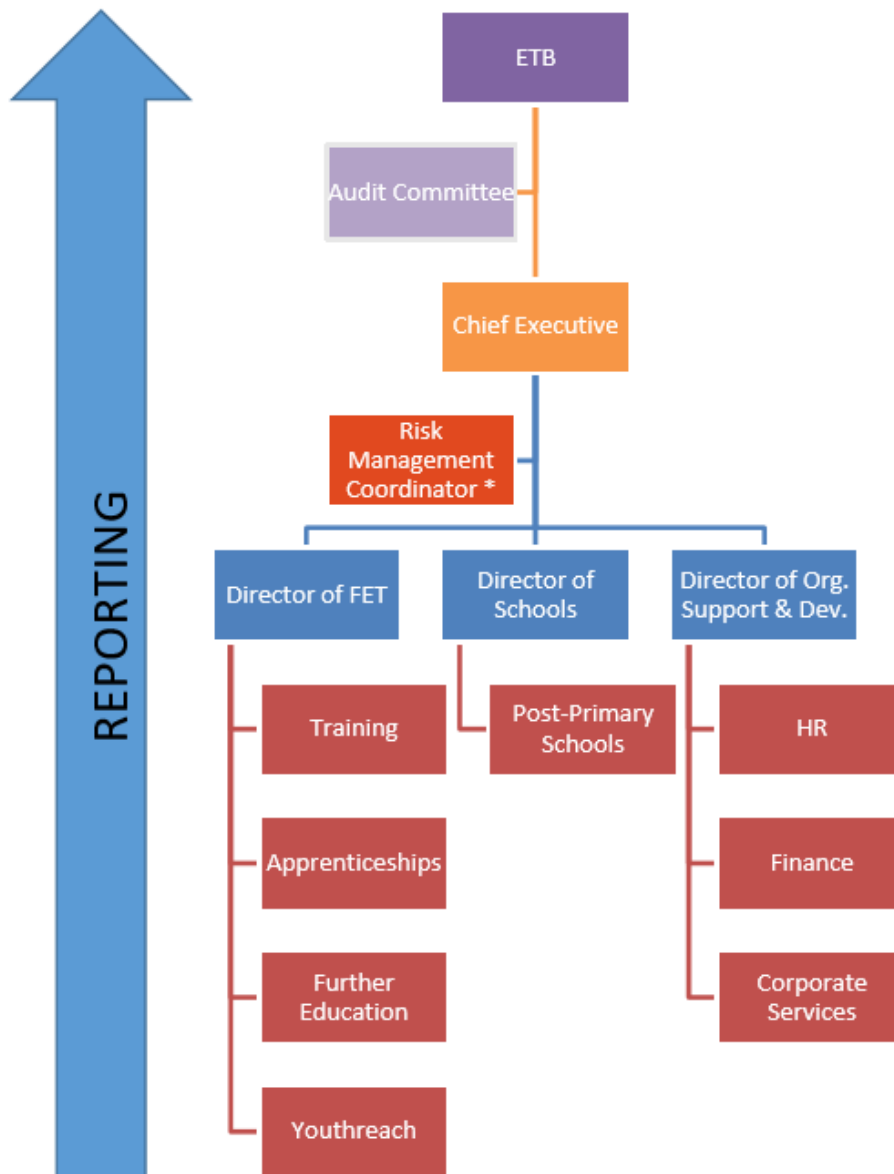 ETB
Audit Committee
Chief Executive
Risk
Management
Coordinator *
REPORTING
Director of FET
Director of
Schools
Director of Org.
Support & Dev.
Training
Post-Primary
Schools
HR
Apprenticeships
Finance
Further
Education
Corporate
Services
Youthreach